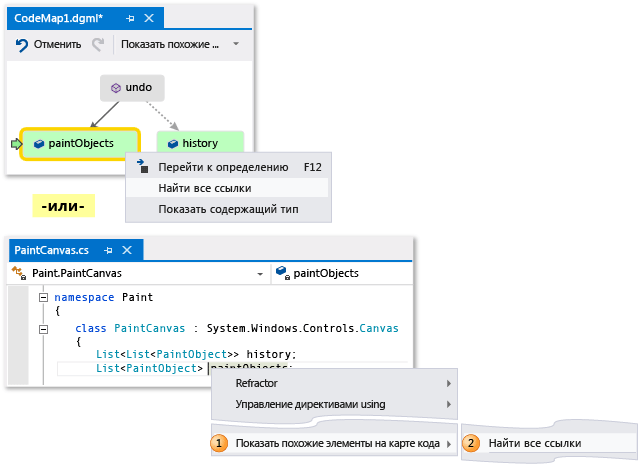 CodeMap1.dgml*
Отменить
Показать похожие ...
undo
paintObjects
history
Перейти к определению F12
Найти все ссылки
Показать содержащий тип
-или-
PaintCanvas.cs
Paint.PaintCanvas
paintObjects
namespace Paint
{
class PaintCanvas : System.Windows.Controls.Canvas
{
List<List<PaintObject>> history;
List<PaintObject> paintObjects;
Refractor
Управление директивами using
1 Показать похожие элементы на карте кода
2 Найти все ссылки